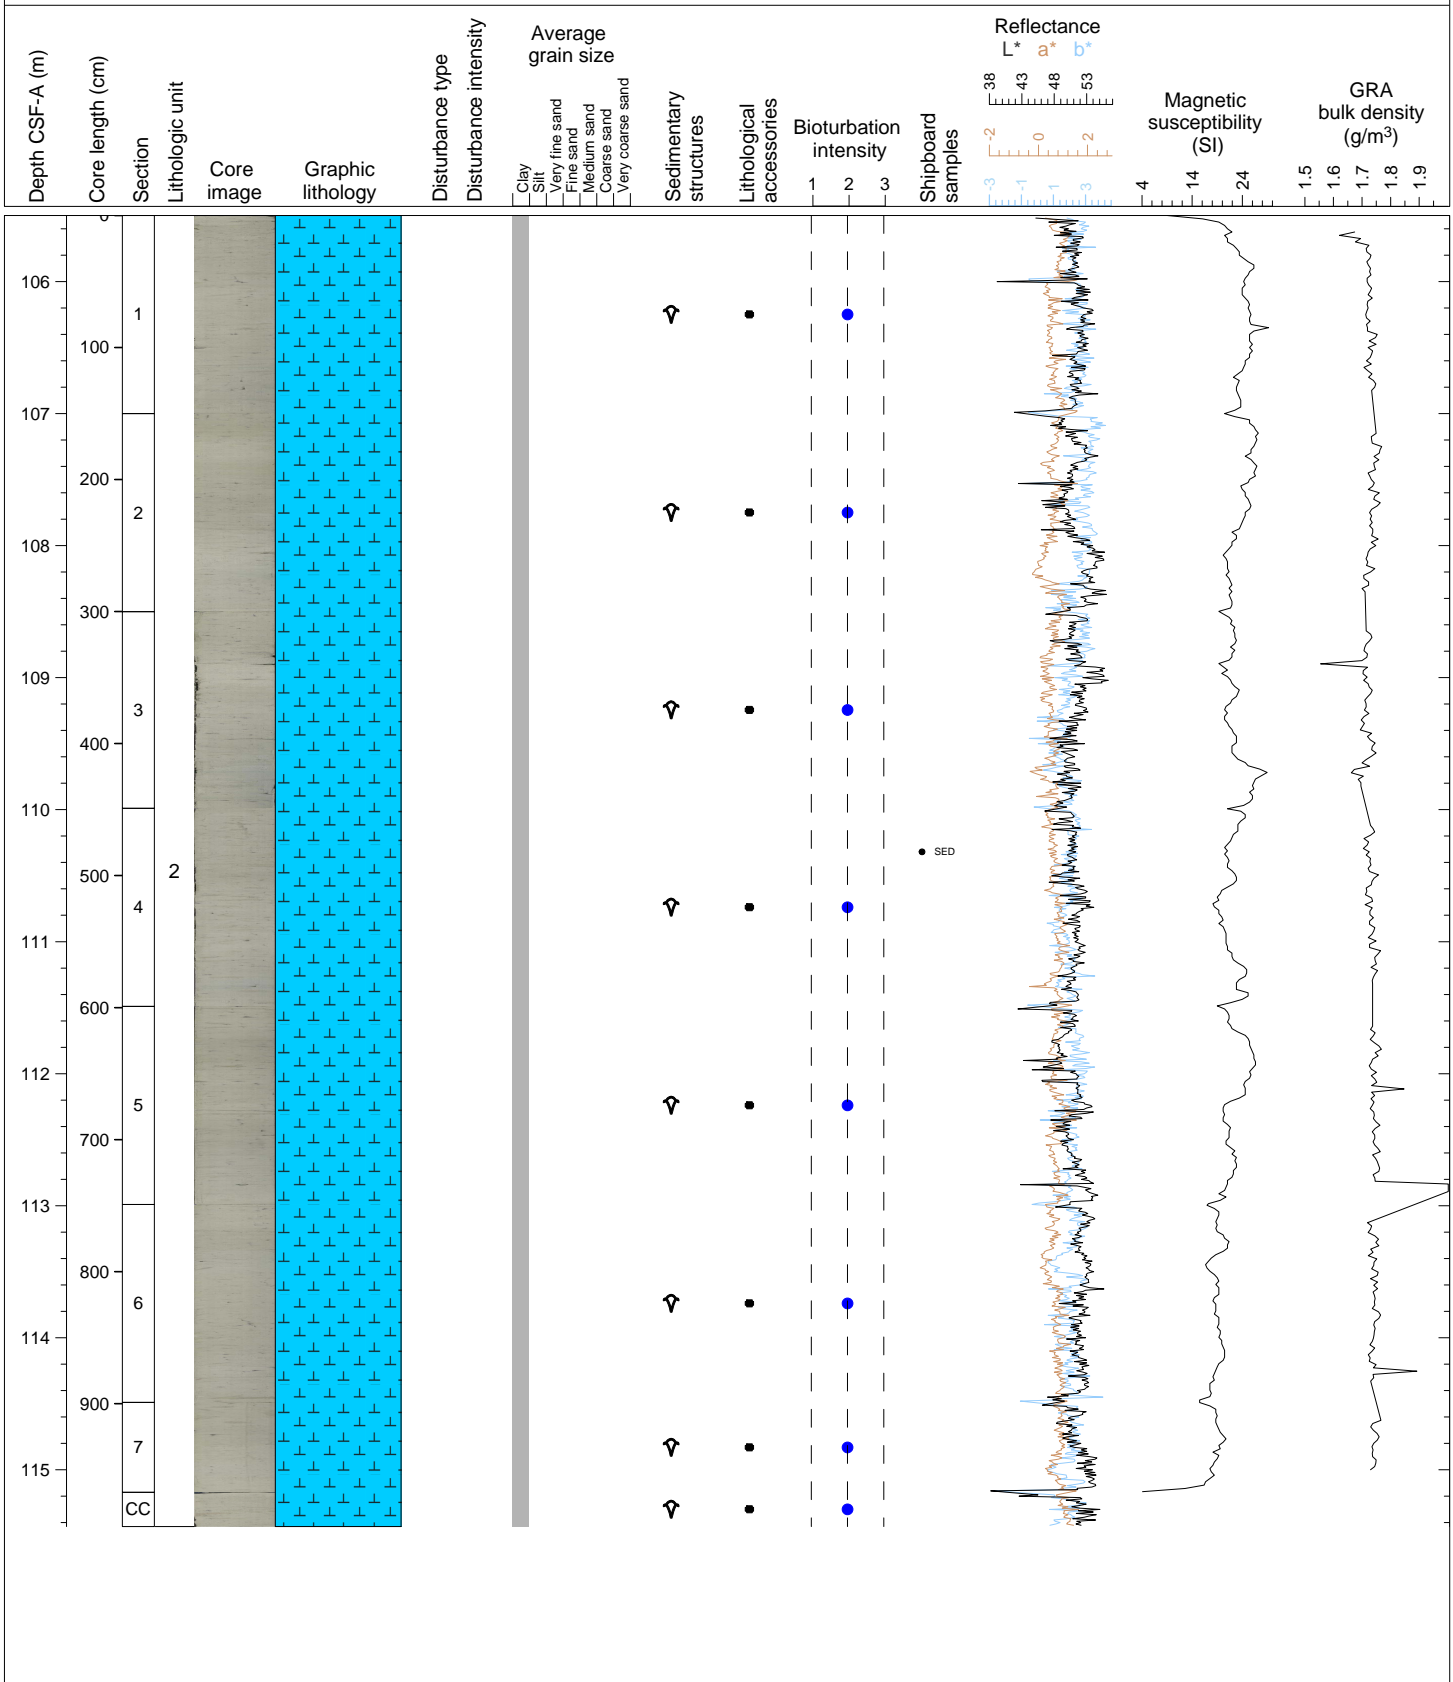 Depth CSF-A (m)
Core length (cm)
Section
Lithologic unit
Core
image
Graphic
lithology
Disturbance type
Disturbance intensity
Average
grain size
Clay
Silt
Very fine sand
Fine sand
Medium sand
Coarse sand
Very coarse sand
Sedimentary
structures
Lithological
accessories
Bioturbation
intensity
1 2 3
Shipboard
samples
Reflectance
L* a* b*
38 43 48 53
-2 0 2
-3 -1 1 3
Magnetic
susceptibility
(SI)
4 14 24
GRA
bulk density
(g/m3)
1.5 1.6 1.7 1.8 1.9
0
106
1
100
107
200
2
108
300
109
3
400
110
SED
2
500
4
111
600
112
5
700
113
800
6
114
900
7
115
CC